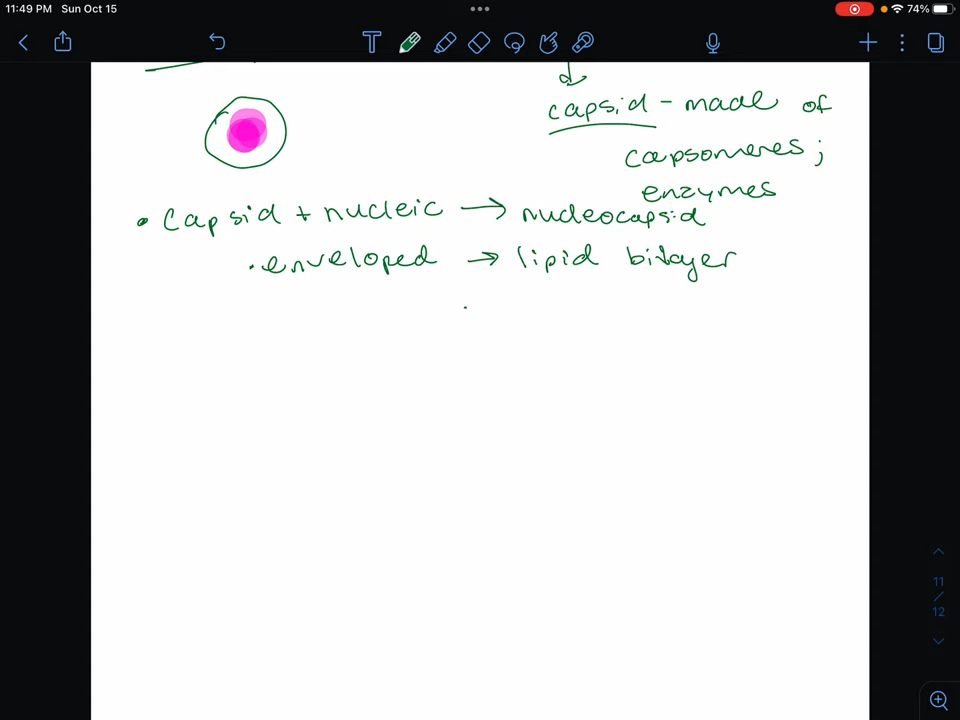 11:49 PM Sun Oct 15
74%
capsid - made of
capsomeres;
enzymes
• Capsid + nucleic → nucleocapsid
• enveloped → lipid bilayer
11
/
12